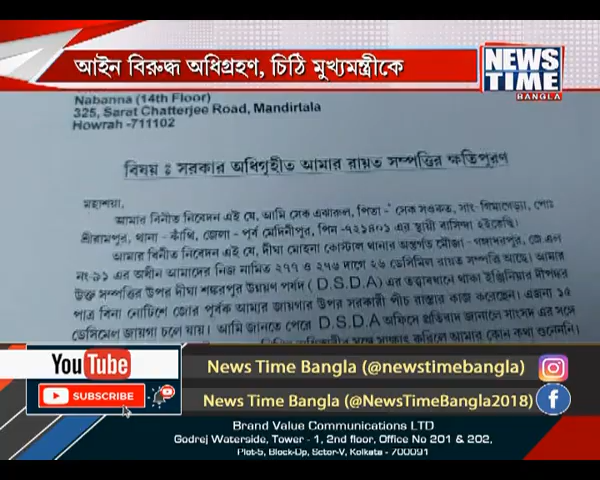 আইন বিরুদ্ধ অধিগ্রহণ, চিঠি মুখ্যমন্ত্রীকে
NEWS
TIME
BANGLA
Nabanna (14th Floor)
325, Sarat Chatterjee Road, Mandirtala
Howrah -711102
বিষয় ঃ সরকার অধিগৃহীত আমার রায়ত সম্পত্তির ক্ষতিপুরণ
মহাশয়া,
আমার বিনীত নিবেদন এই যে, আমি সেক এঝারুল, পিতা - সেক সওকত, সাং- পোঃ
শ্রীরামপুর, থানা - কাঁথি, জেলা - পূর্ব মেদিনীপুর, পিন -৭২১৪০১ এর স্থায়ী বাসিন্দা হইতেছি।
আমার বিনীত নিবেদন এই যে, দীঘা মোহনা কোস্টাল থানার অন্তর্গত মৌজা - গঙ্গাধরপুর, জে.এল
নং-৯১ এর অধীন আমাদের নিজ নামিত ২৭৭ ও ২৭৬ দাগে ২৬ ডেসিমিল রায়ত সম্পত্তি আছে। আমার
উক্ত সম্পত্তির উপর দীঘা শঙ্করপুর উন্নয়ণ পর্ষদ ( D.S.D.A ) এর তত্ত্বাবধানে থাকা ইঞ্জিনিয়ার দীপঙ্কর
পাত্র বিনা নোটিশে জোর পূর্বক আমার জায়গার উপর সরকারী পীচ রাস্তার কাজ করেছেন। এজন্য ১৫
ডেসিমেল জায়গা চলে যায়। আমি জানতে পেরে D.S.D.A অফিসে প্রতিবাদ জানালে সাংসদ এর সঙ্গে
সাক্ষাৎ করিলে আমার কোন কথা শুনেননি।
YouTube
SUBSCRIBE
News Time Bangla (@newstimebangla)
News Time Bangla (@NewsTimeBangla2018)
f
Brand Value Communications LTD
Godrej Waterside, Tower - 1, 2nd floor, Office No 201 & 202,
Plot-5, Block-Dp, Sctor-V, Kolkata - 700091